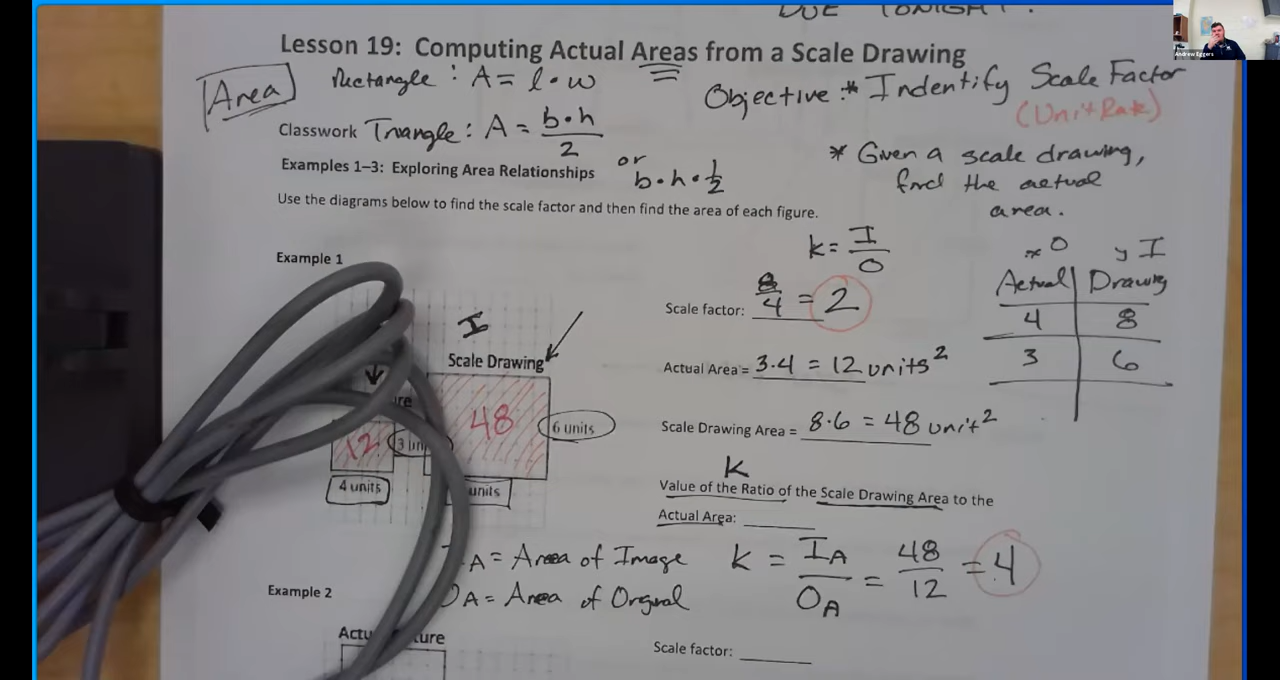 DUE TONIGHT.
Andrew Eggers
Lesson 19: Computing Actual Areas from a Scale Drawing
Area
Rectangle : A = l • w
Objective * Indentify Scale Factor
(Unit Rate)
Classwork
Triangle : A = b•h/2
or
b•h•1/2
* Given a scale drawing,
find the actual
area.
Examples 1–3: Exploring Area Relationships
Use the diagrams below to find the scale factor and then find the area of each figure.
k = I/O
Example 1
Scale factor: 8/4 = 2
x O y I
Actual Drawing
4 8
3 6
I
Scale Drawing
12
3
4 units
48
6 units
units
Actual Area = 3•4 = 12 units²
Scale Drawing Area = 8•6 = 48 unit²
K
Value of the Ratio of the Scale Drawing Area to the
Actual Area:
A = Area of Image
A = Area of Orginal
k = I_A/O_A = 48/12 = 4
Example 2
Scale factor: